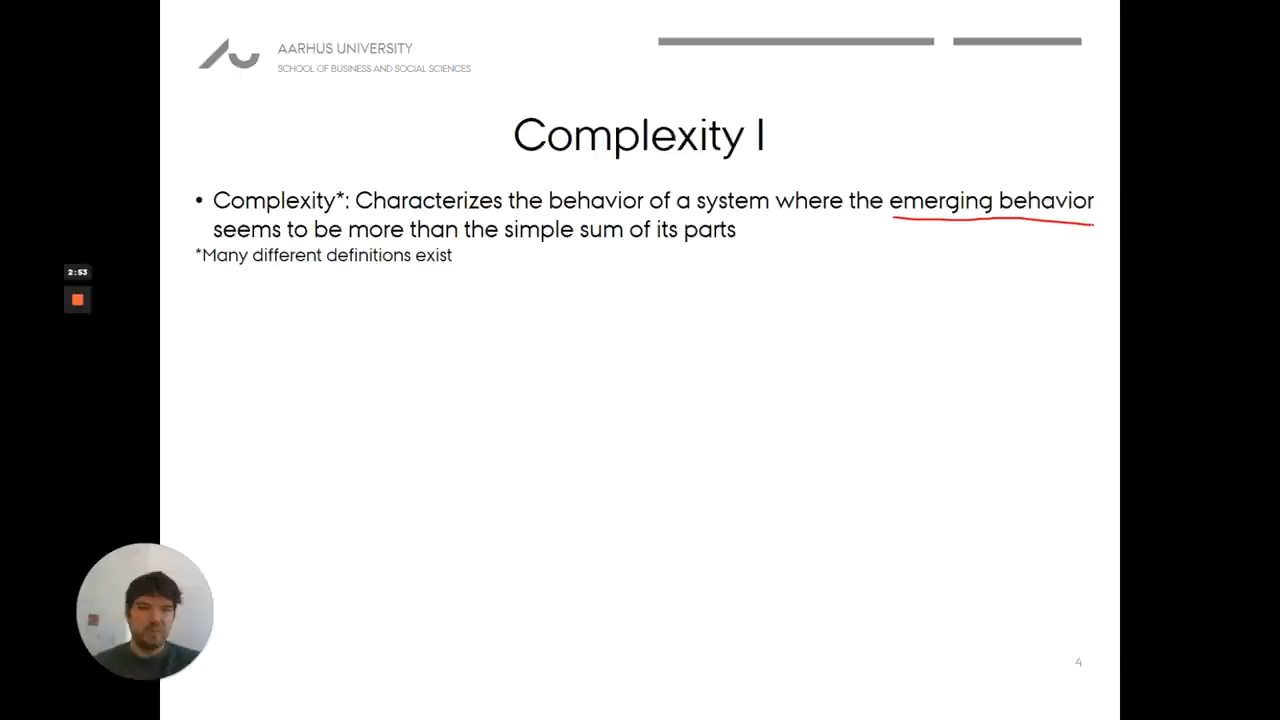 AARHUS UNIVERSITY
SCHOOL OF BUSINESS AND SOCIAL SCIENCES
Complexity I
• Complexity*: Characterizes the behavior of a system where the emerging behavior
seems to be more than the simple sum of its parts
*Many different definitions exist
2:53
4